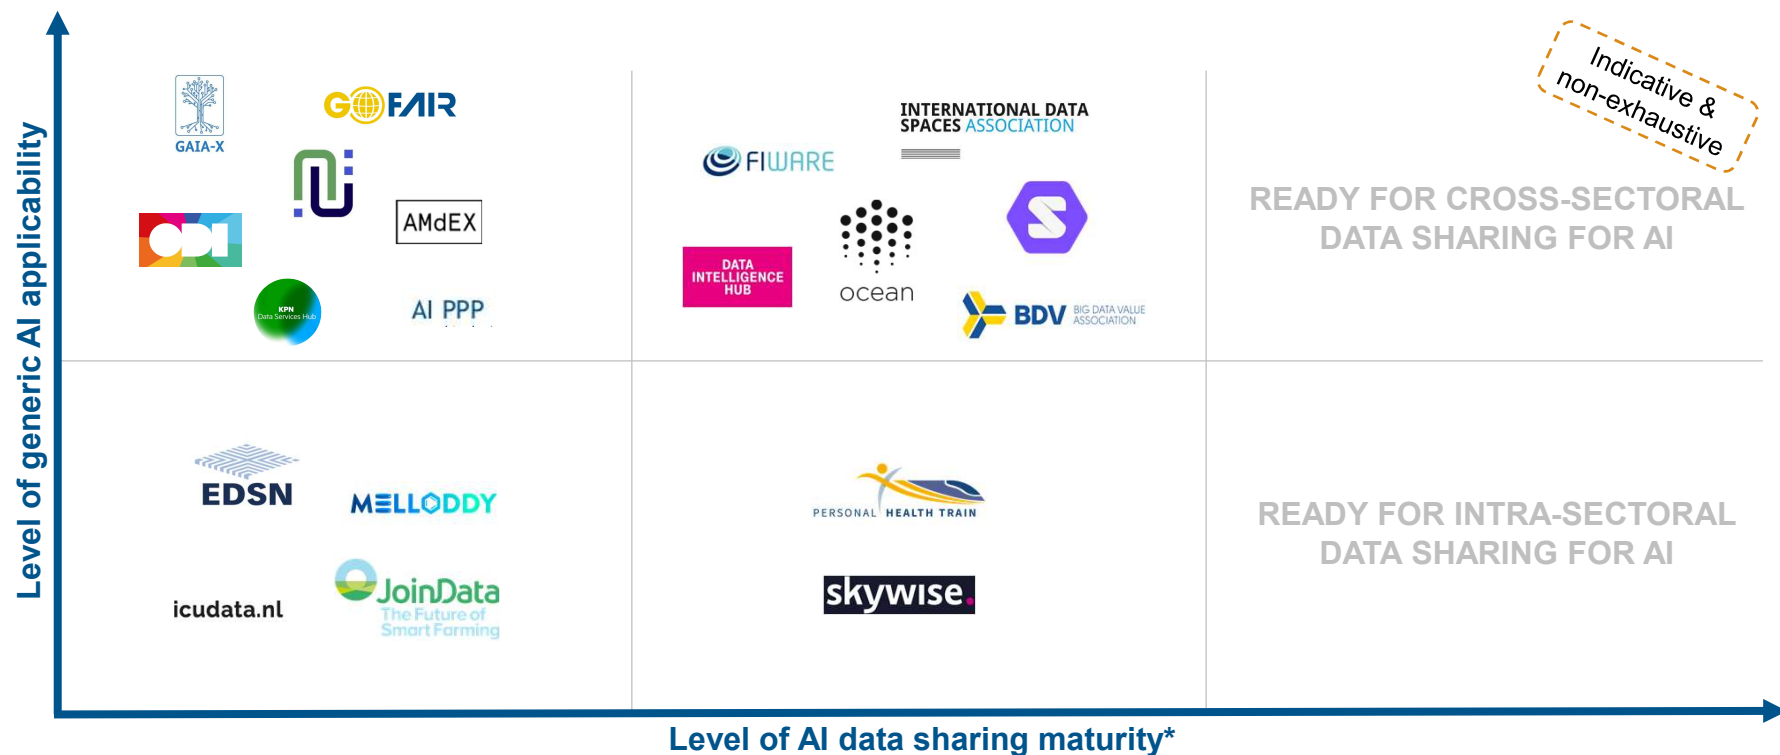 Level of generic AI applicability
GAIA-X
GOFAIR
ODI
AMdEX
KPN
Data Services Hub
AI PPP
INTERNATIONAL DATA
SPACES ASSOCIATION
FIWARE
DATA
INTELLIGENCE
HUB
ocean
S
BDV BIG DATA VALUE
ASSOCIATION
Indicative &
non-exhaustive
READY FOR CROSS-SECTORAL
DATA SHARING FOR AI
EDSN
MELLODDY
icudata.nl
JoinData
The Future of
Smart Farming
PERSONAL HEALTH TRAIN
skywise.
READY FOR INTRA-SECTORAL
DATA SHARING FOR AI
Level of AI data sharing maturity*